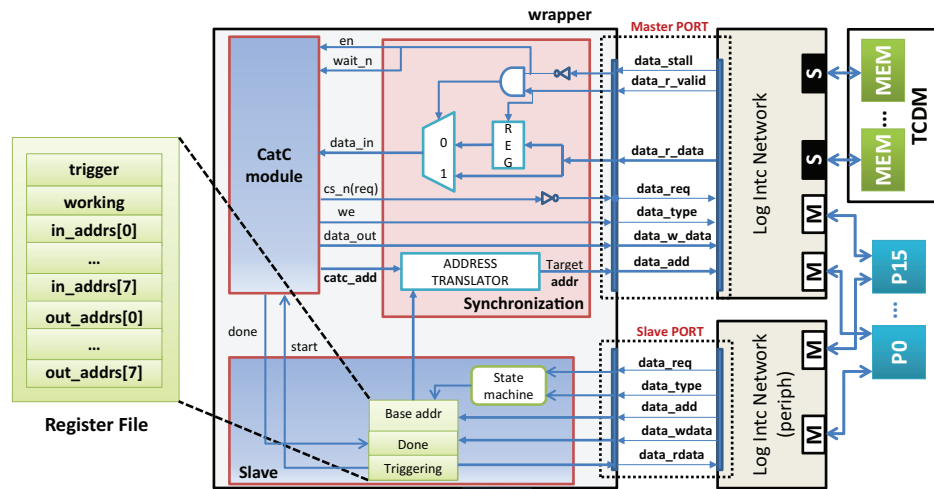 wrapper
Master PORT
en
wait_n
data_stall
data_r_valid
S
MEM
...
TCDM
CatC
module
data_in
0
1
R
E
G
data_r_data
S
MEM
Log Intc Network
trigger
working
in_addrs[0]
...
in_addrs[7]
out_addrs[0]
...
out_addrs[7]
Register File
cs_n(req)
we
data_out
data_req
data_type
data_w_data
M
catc_add
ADDRESS
TRANSLATOR
Target
addr
data_add
M
P15
...
P0
Synchronization
done
start
Slave PORT
State
machine
data_req
data_type
data_add
data_wdata
data_rdata
M
M
Log Intc Network
(periph)
Base addr
Done
Triggering
Slave